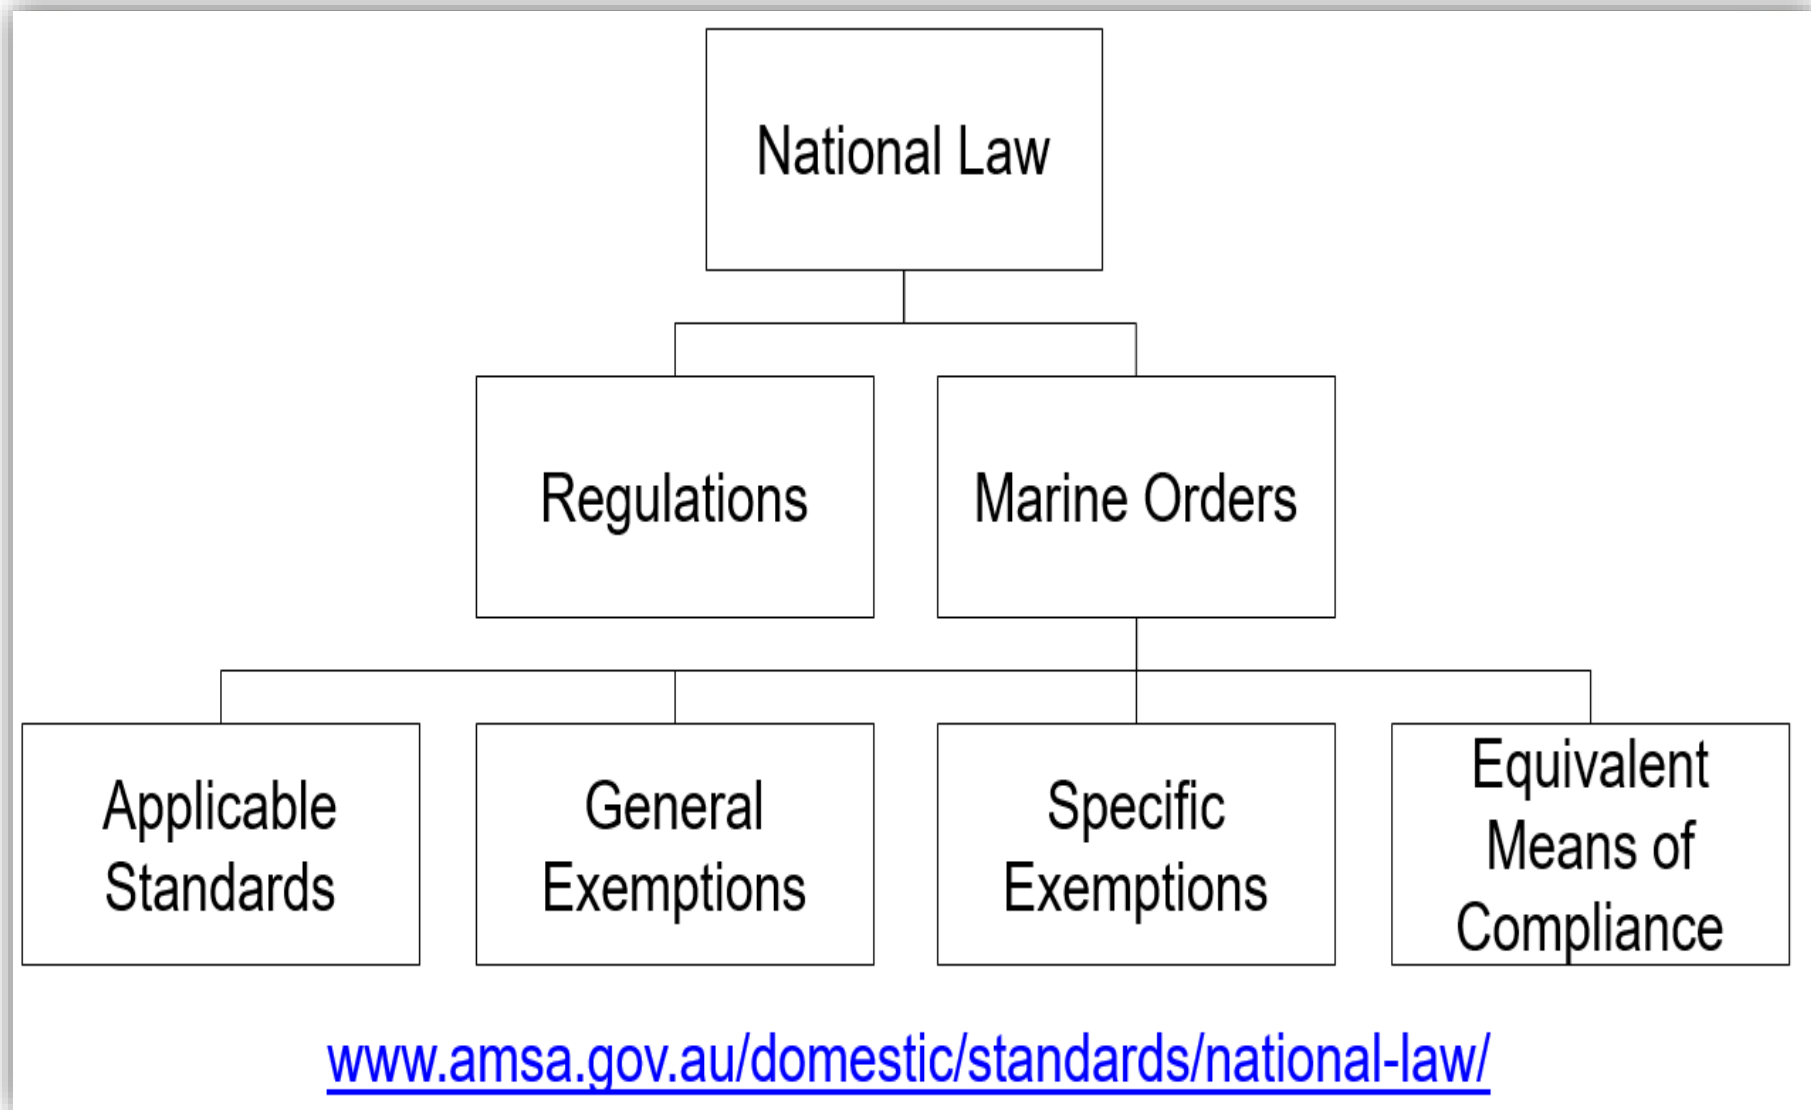 National Law
Regulations
Marine Orders
Applicable
Standards
General
Exemptions
Specific
Exemptions
Equivalent
Means of
Compliance
www.amsa.gov.au/domestic/standards/national-law/